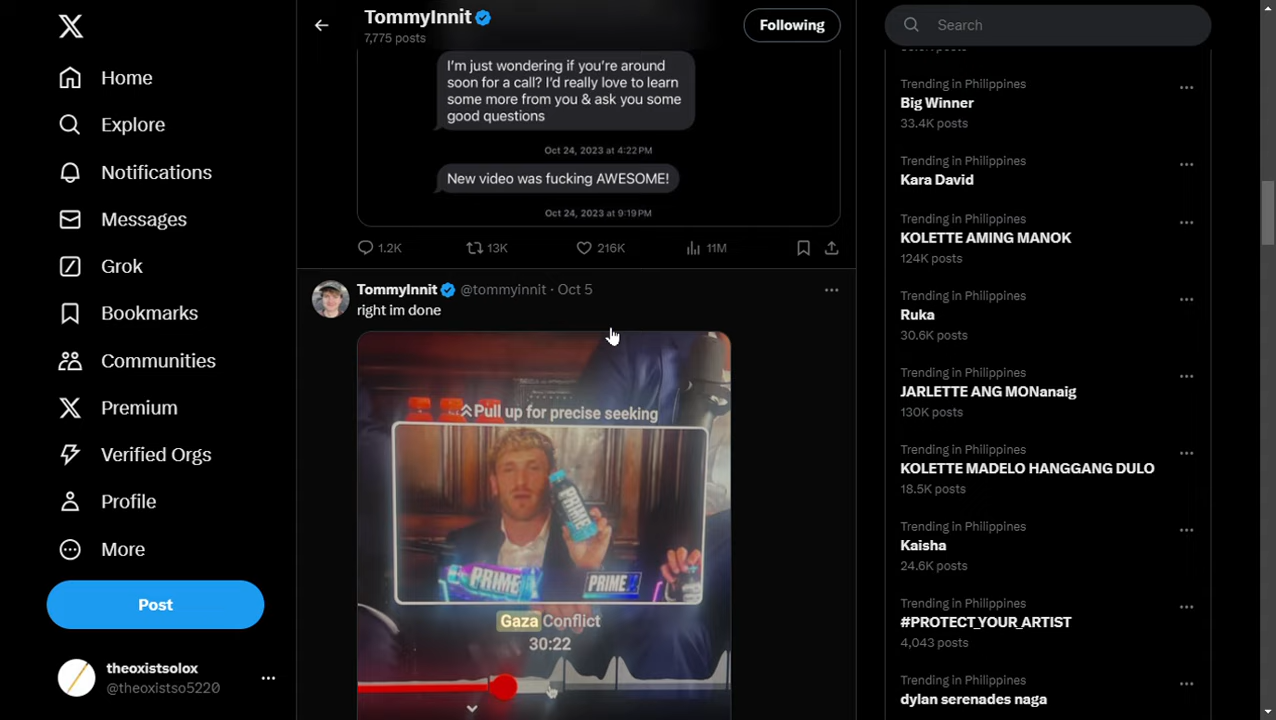 Home
Explore
Notifications
Messages
Grok
Bookmarks
Communities
Premium
Verified Orgs
Profile
More
Post
theoxistsolox
@theoxistso5220
TommyInnit
7,775 posts
Following
I'm just wondering if you're around
soon for a call? I'd really love to learn
some more from you & ask you some
good questions
Oct 24, 2023 at 4:22PM
New video was fucking AWESOME!
Oct 24, 2023 at 9:19PM
1.2K 13K 216K 11M
TommyInnit @tommyinnit · Oct 5
right im done
Pull up for precise seeking
PRIME
PRIME
PRIME
Gaza Conflict
30:22
Search
Trending in Philippines
Big Winner
33.4K posts
Trending in Philippines
Kara David
Trending in Philippines
KOLETTE AMING MANOK
124K posts
Trending in Philippines
Ruka
30.6K posts
Trending in Philippines
JARLETTE ANG MONanaig
130K posts
Trending in Philippines
KOLETTE MADELO HANGGANG DULO
18.5K posts
Trending in Philippines
Kaisha
24.6K posts
Trending in Philippines
#PROTECT_YOUR_ARTIST
4,043 posts
Trending in Philippines
dylan serenades naga